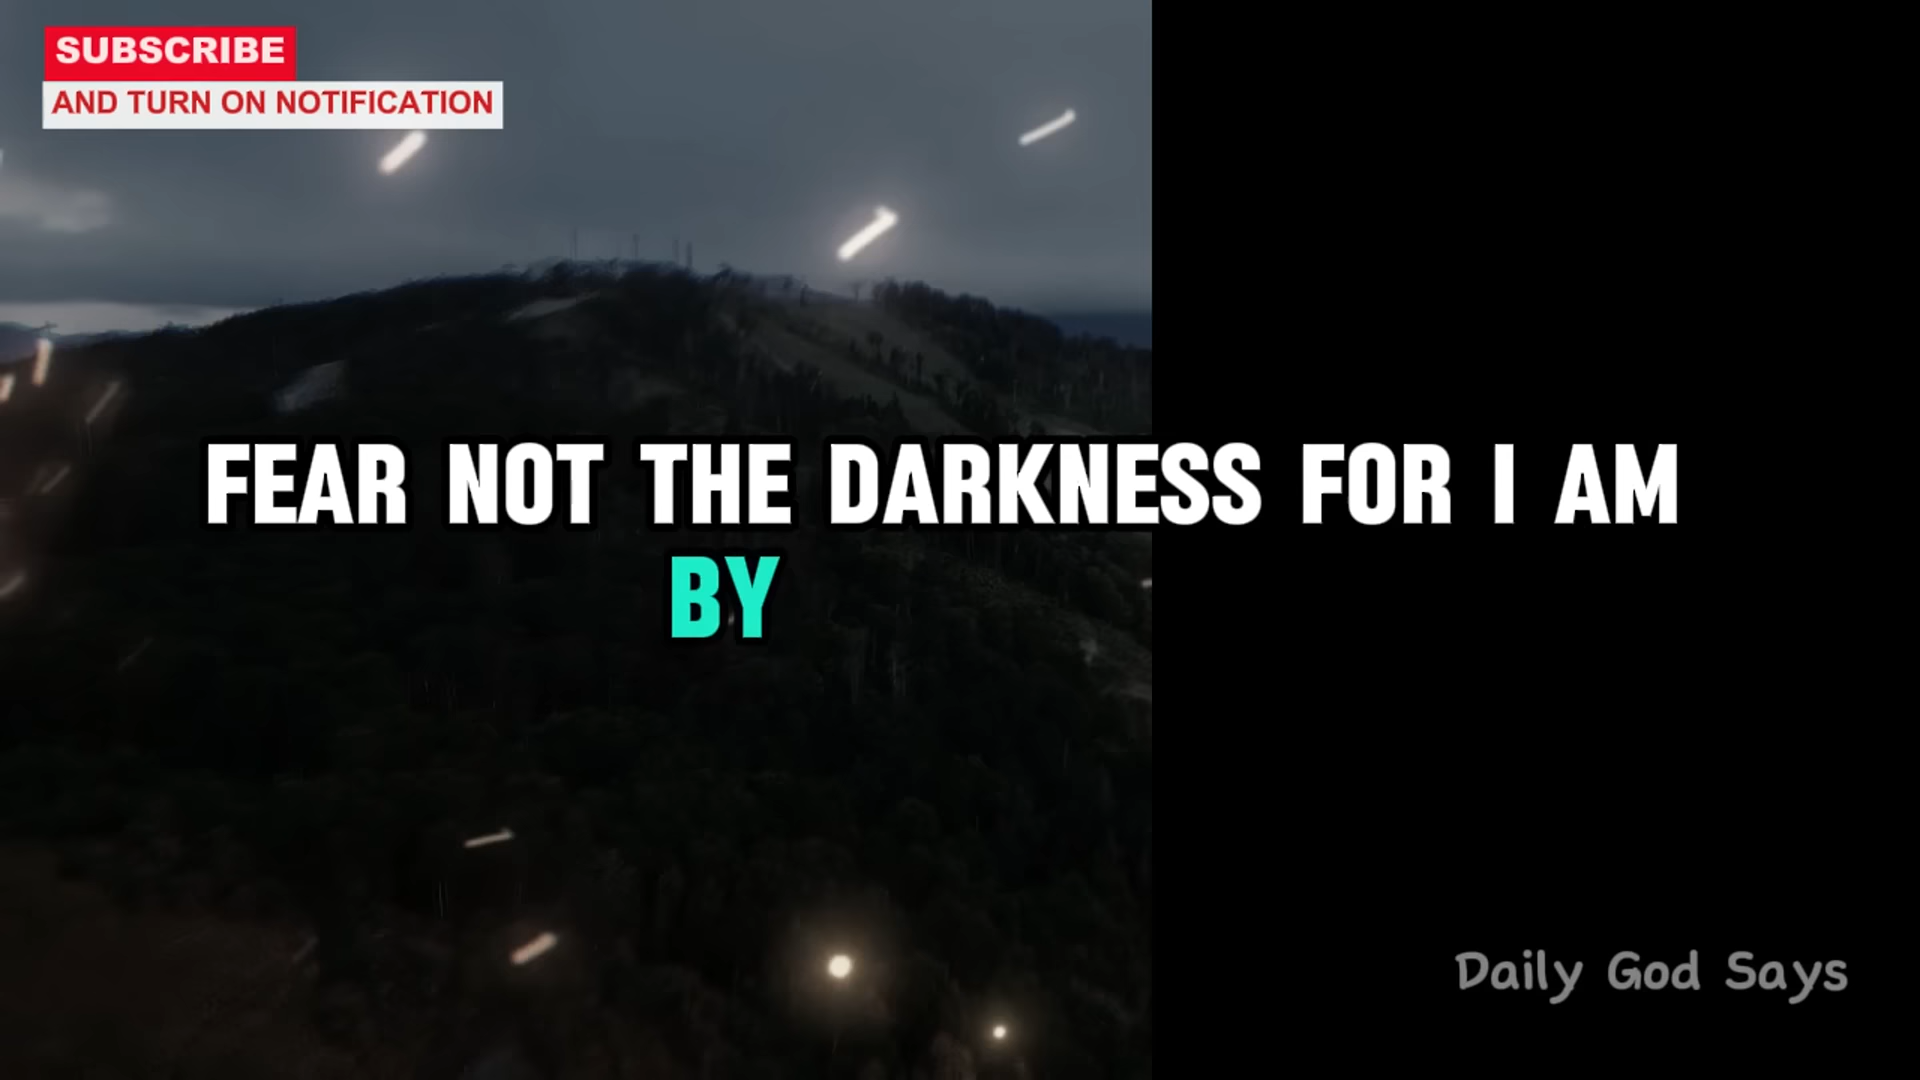 SUBSCRIBE
AND TURN ON NOTIFICATION
FEAR NOT THE DARKNESS FOR I AM
BY
Daily God Says